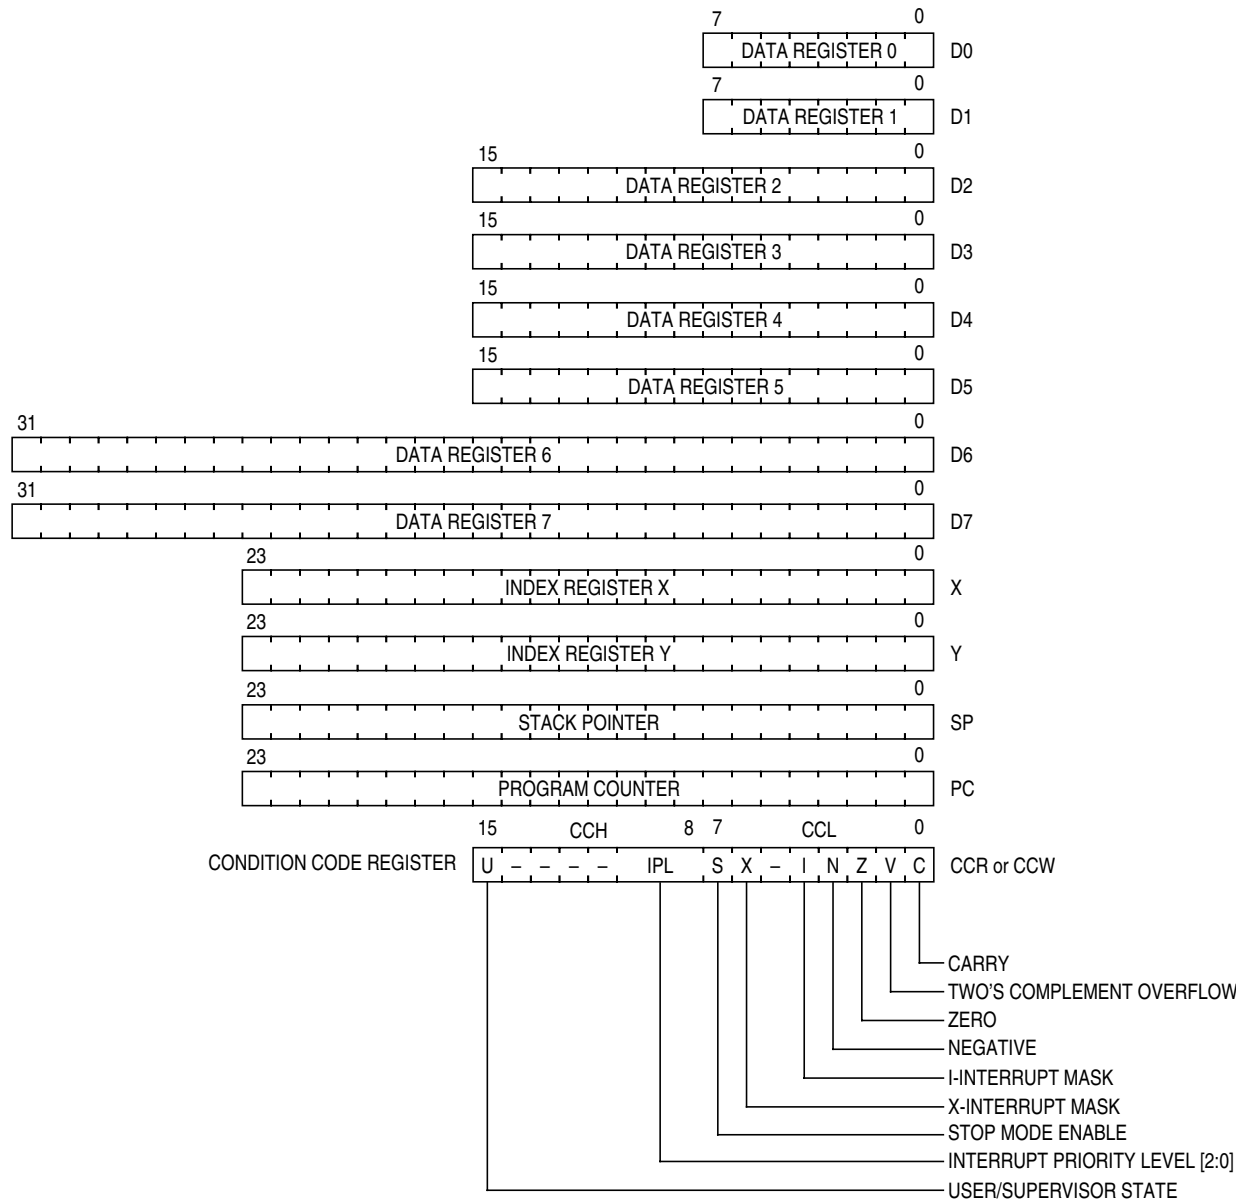 7 0
DATA REGISTER 0 D0
7 0
DATA REGISTER 1 D1
15 0
DATA REGISTER 2 D2
15 0
DATA REGISTER 3 D3
15 0
DATA REGISTER 4 D4
15 0
DATA REGISTER 5 D5
31 0
DATA REGISTER 6 D6
31 0
DATA REGISTER 7 D7
23 0
INDEX REGISTER X X
23 0
INDEX REGISTER Y Y
23 0
STACK POINTER SP
23 0
PROGRAM COUNTER PC
15 CCH 8 7 CCL 0
CONDITION CODE REGISTER U – – – – IPL S X – I N Z V C CCR or CCW
CARRY
TWO'S COMPLEMENT OVERFLOW
ZERO
NEGATIVE
I-INTERRUPT MASK
X-INTERRUPT MASK
STOP MODE ENABLE
INTERRUPT PRIORITY LEVEL [2:0]
USER/SUPERVISOR STATE